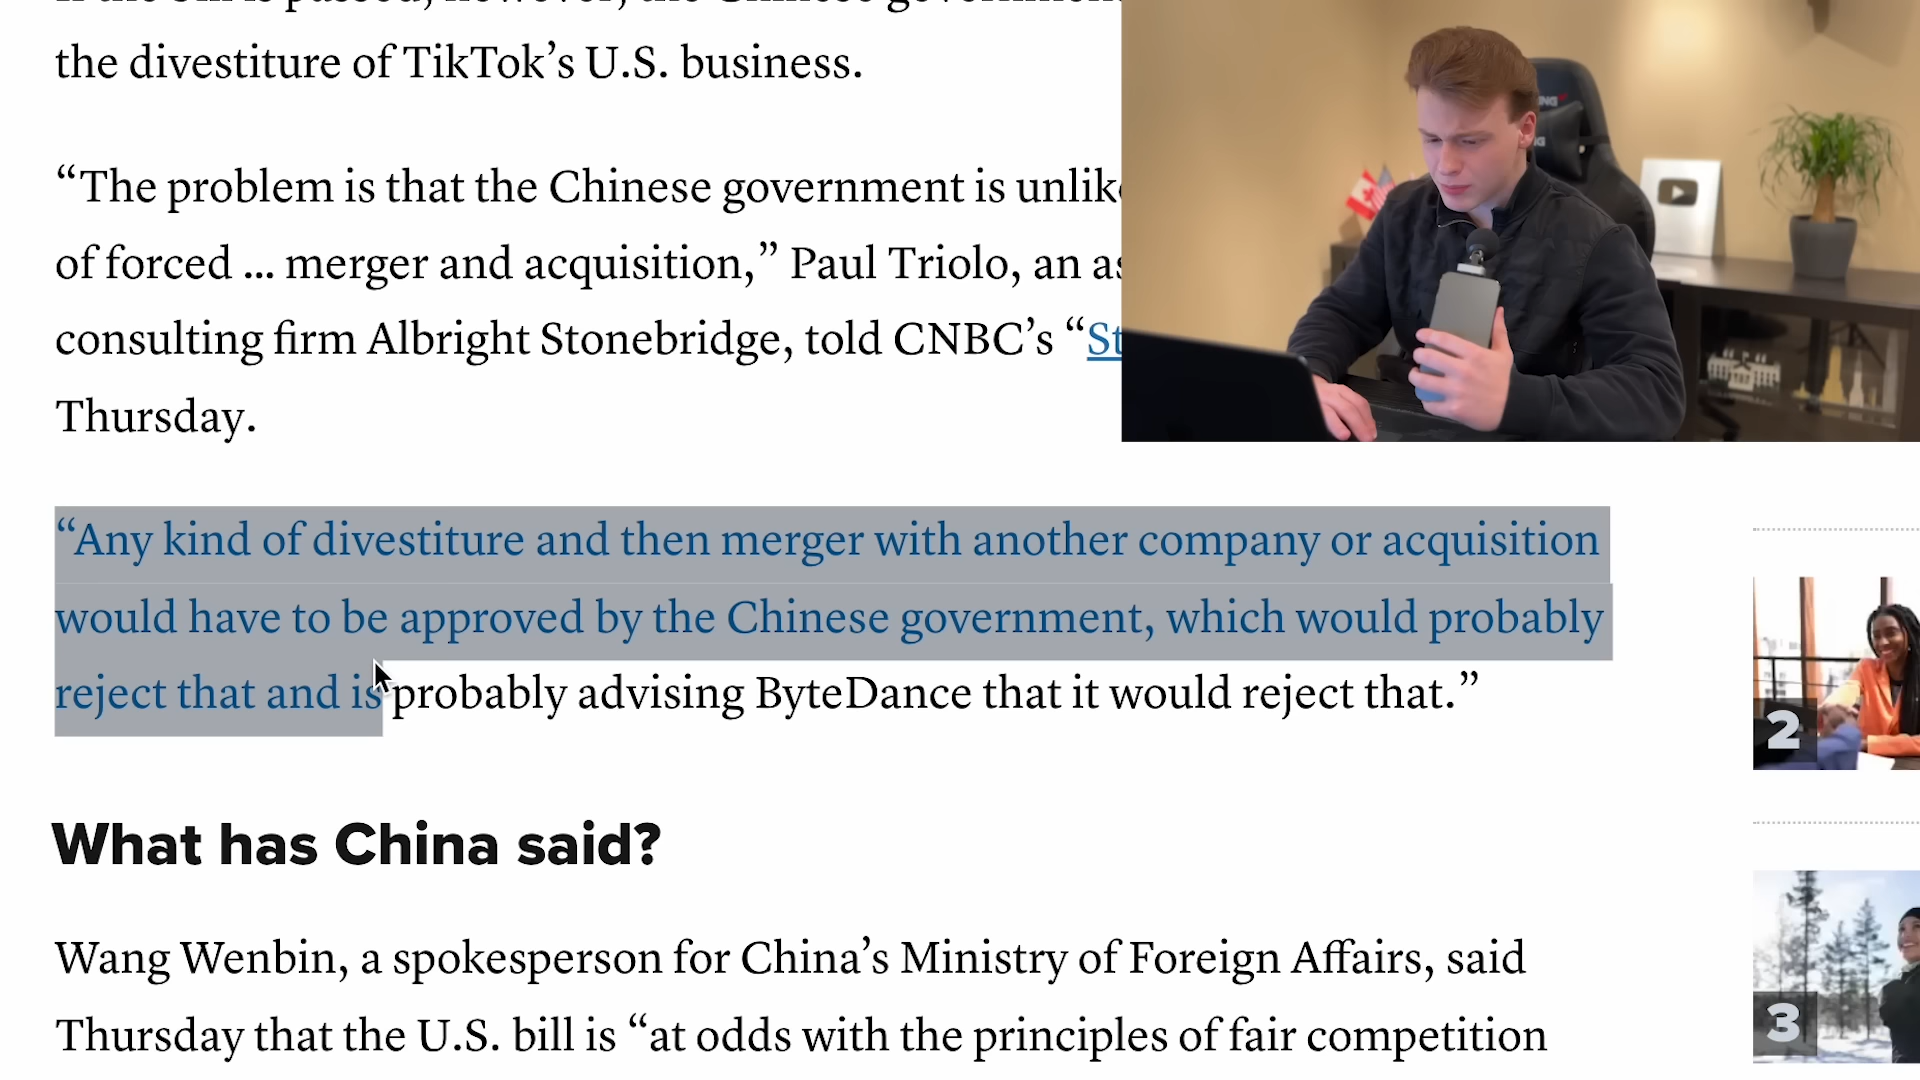 the divestiture of TikTok’s U.S. business.
“The problem is that the Chinese government is
of forced ... merger and acquisition,” Paul Triolo, an
consulting firm Albright Stonebridge, told CNBC’s “St
Thursday.
“Any kind of divestiture and then merger with another company or acquisition
would have to be approved by the Chinese government, which would probably
reject that and is probably advising ByteDance that it would reject that.”
What has China said?
Wang Wenbin, a spokesperson for China’s Ministry of Foreign Affairs, said
Thursday that the U.S. bill is “at odds with the principles of fair competition
2
3